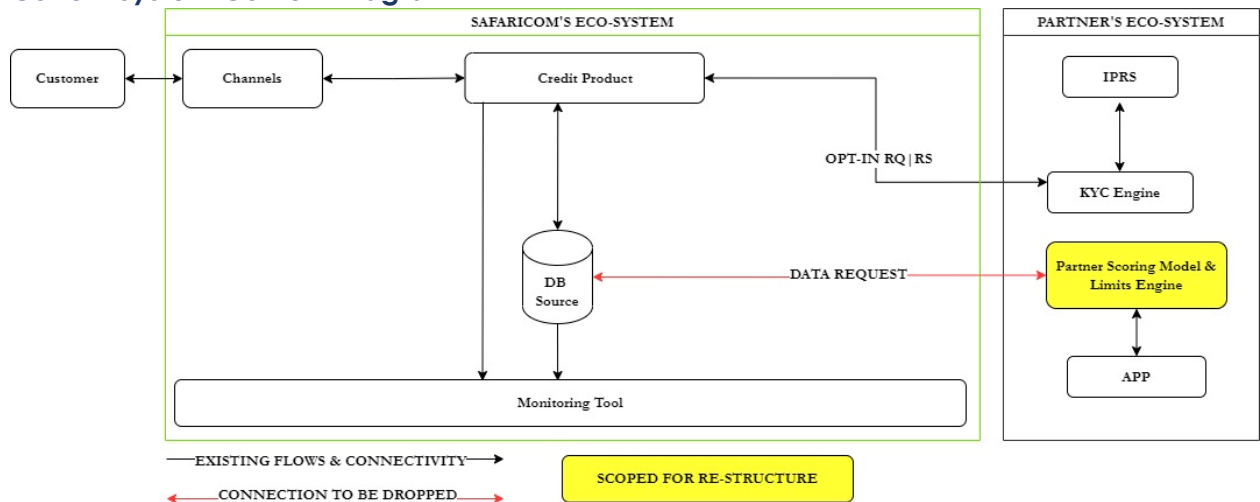 SAFARICOM'S ECO-SYSTEM
PARTNER'S ECO-SYSTEM
Customer
Channels
Credit Product
IPRS
OPT-IN RQ|RS
KYC Engine
DB
Source
DATA REQUEST
Partner Scoring Model &
Limits Engine
APP
Monitoring Tool
EXISTING FLOWS & CONNECTIVITY
CONNECTION TO BE DROPPED
SCOPED FOR RE-STRUCTURE